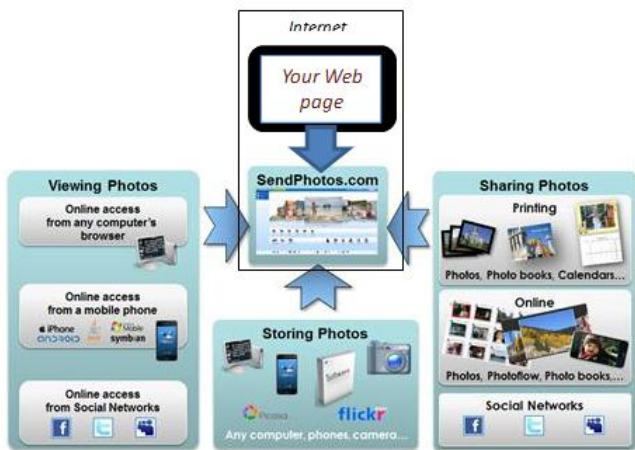 Internet
Your Web
page
SendPhotos.com
Viewing Photos
Online access
from any computer's
browser
Online access
from a mobile phone
iPhone
Mobile
ANDROID
symbian
Online access
from Social Networks
Storing Photos
Software
Picasa
flickr
Any computer, phones, camera...
Sharing Photos
Printing
Photos, Photo books, Calendars...
Online
Photos, Photoflow, Photo books,...
Social Networks